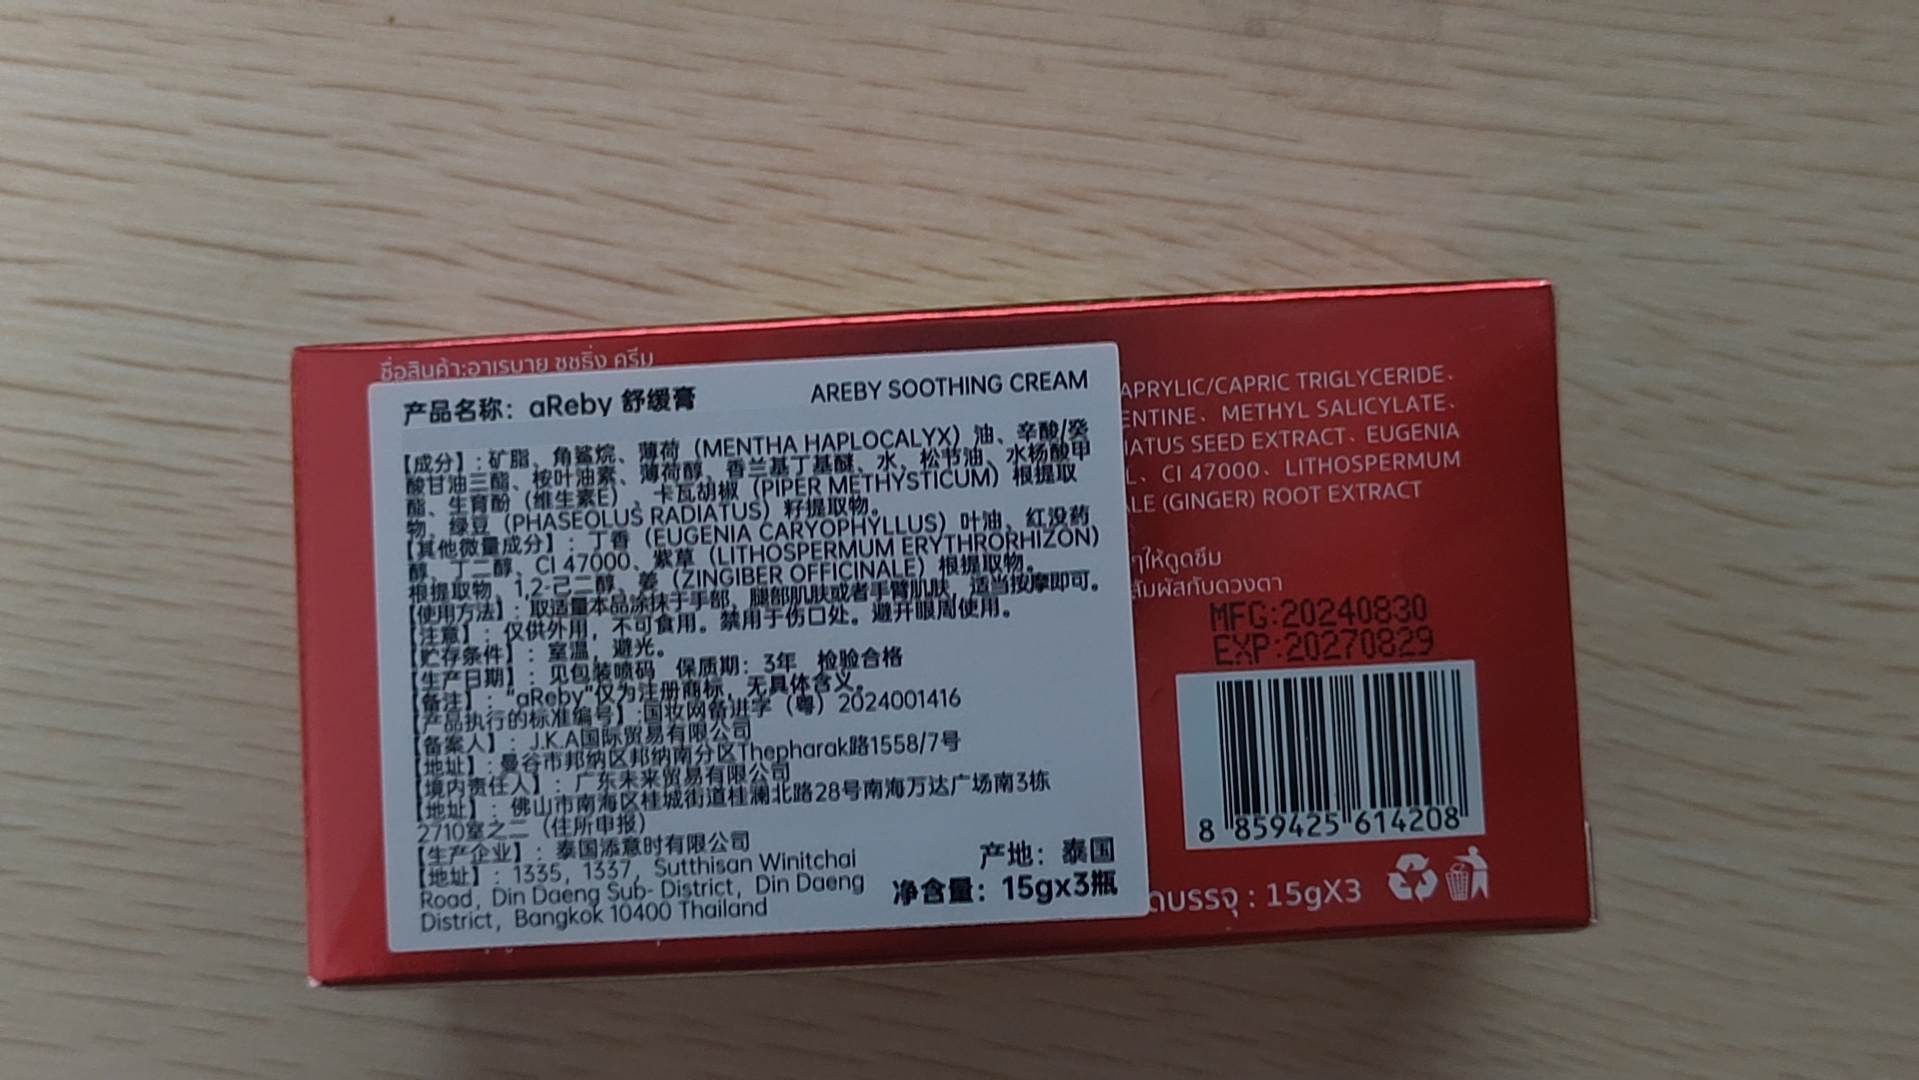 ชื่อสินค้า:อาเรบาย ซูซธิ่ง ครีม
产品名称：aReby 舒缓膏 AREBY SOOTHING CREAM
【成分】：矿脂、角鲨烷、薄荷（MENTHA HAPLOCALYX）油、辛酸/癸
酸甘油三酯、桉叶油素、薄荷醇、香兰基丁基醚、水、松节油、水杨酸甲
酯、生育酚（维生素E）、卡瓦胡椒（PIPER METHYSTICUM）根提取
物、绿豆（PHASEOLUS RADIATUS）籽提取物。
【其他微量成分】：丁香（EUGENIA CARYOPHYLLUS）叶油、红没药
醇、丁二醇、CI 47000、紫草（LITHOSPERMUM ERYTHRORHIZON）
根提取物、1,2-己二醇、姜（ZINGIBER OFFICINALE）根提取物。
【使用方法】：取适量本品涂抹于手部、腿部肌肤或者手臂肌肤，适当按摩即可。
【注意】：仅供外用，不可食用。禁用于伤口处。避开眼周使用。
【贮存条件】：室温，避光。
【生产日期】：见包装喷码 保质期：3年 检验合格
【备注】："aReby"仅为注册商标，无具体含义。
【产品执行的标准编号】:国妆网备进字（粤）2024001416
【备案人】：J.K.A国际贸易有限公司
【地址】：曼谷市邦纳区邦纳南分区Thepharak路1558/7号
【境内责任人】：广东未来贸易有限公司
【地址】：佛山市南海区桂城街道桂澜北路28号南海万达广场南3栋
2710室之二（住所申报）
【生产企业】：泰国添意时有限公司
【地址】：1335，1337，Sutthisan Winitchai
Road，Din Daeng Sub- District，Din Daeng
District，Bangkok 10400 Thailand
产地：泰国
净含量：15gx3瓶
APRYLIC/CAPRIC TRIGLYCERIDE、
ENTINE、METHYL SALICYLATE、
IATUS SEED EXTRACT、EUGENIA
L、CI 47000、LITHOSPERMUM
ALE (GINGER) ROOT EXTRACT
ๆให้ดูดซึม
สัมผัสกับดวงตา
MFG:20240830
EXP:20270829
8 859425 614208
บรรจุ : 15gX3